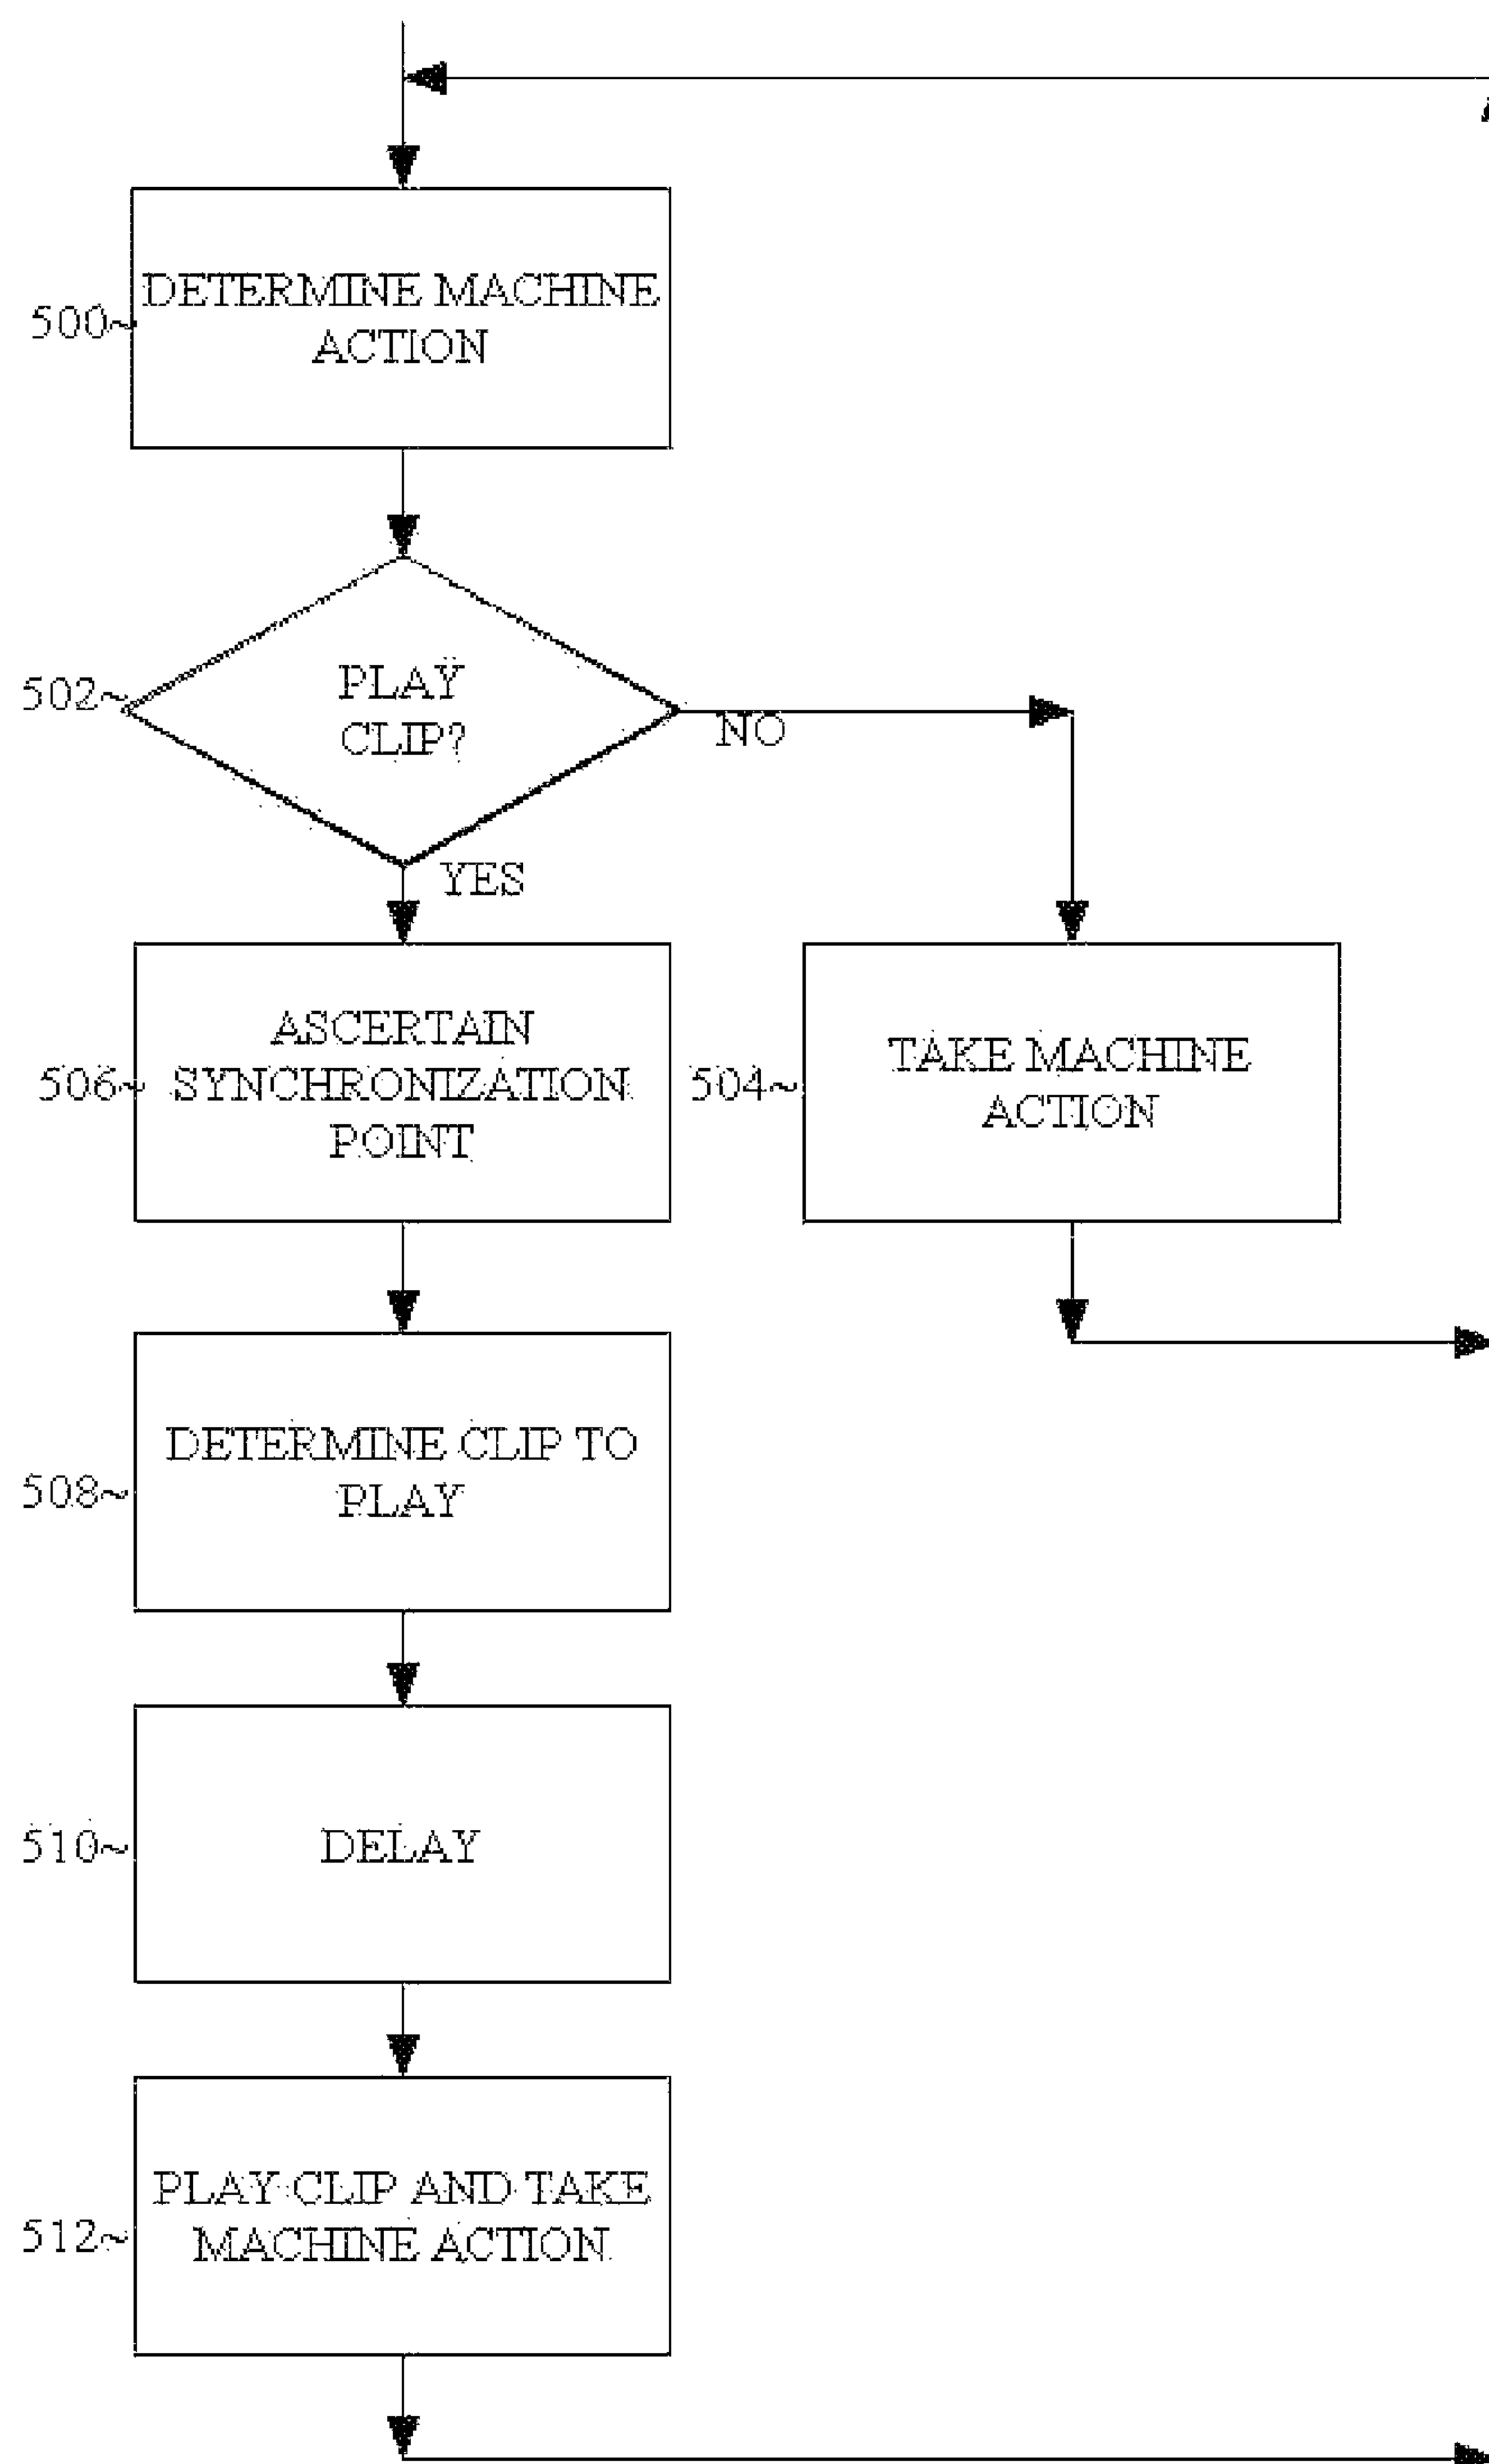 500~
DETERMINE MACHINE
ACTION
502~
PLAY
CLIP?
NO
YES
506~
ASCERTAIN
SYNCHRONIZATION
POINT
504~
TAKE MACHINE
ACTION
508~
DETERMINE CLIP TO
PLAY
510~
DELAY
512~
PLAY CLIP AND TAKE
MACHINE ACTION